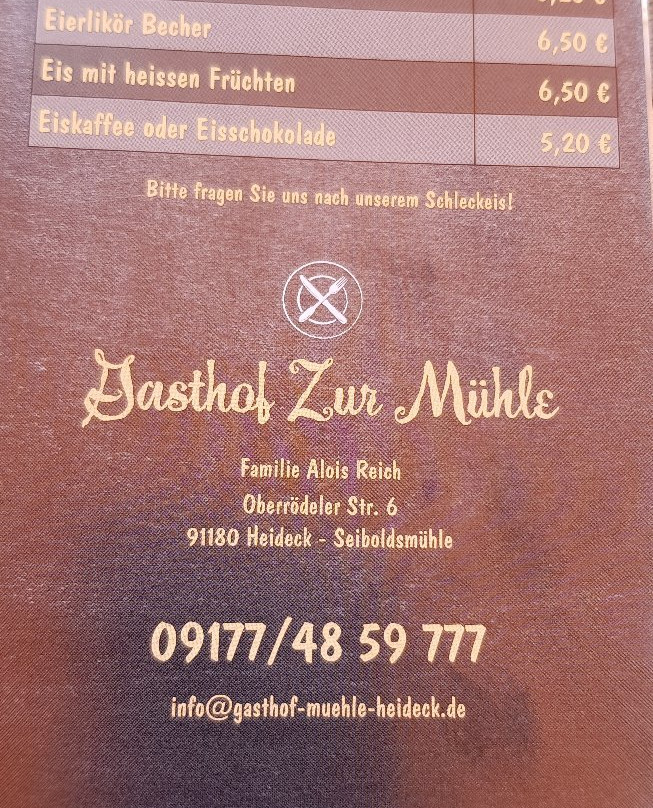 Eierlikör Becher 6,50 €
Eis mit heissen Früchten 6,50 €
Eiskaffee oder Eisschokolade 5,20 €
Bitte fragen Sie uns nach unserem Schleckeis!
Gasthof Zur Mühle
Familie Alois Reich
Oberrödeler Str. 6
91180 Heideck - Seiboldsmühle
09177/48 59 777
info@gasthof-muehle-heideck.de